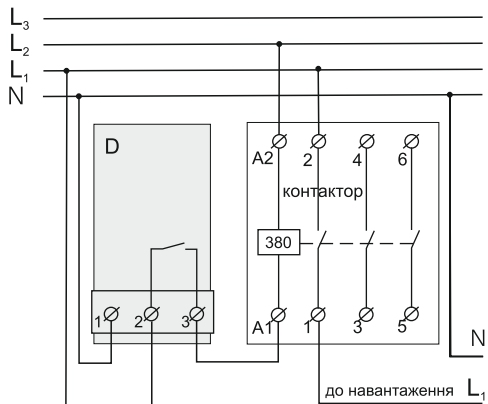 L3
L2
L1
N
D
A2 2 4 6
контактор
380
1 2 3
A1 1 3 5
N
до навантаження L1